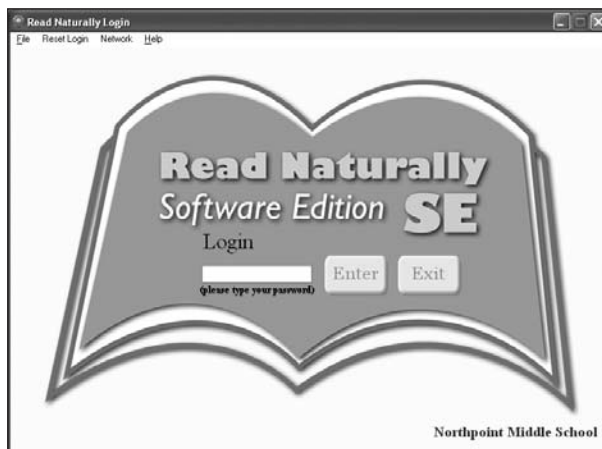 Read Naturally Login
File Reset Login Network Help
Read Naturally
Software Edition SE
Login
Enter Exit
(please type your password)
Northpoint Middle School